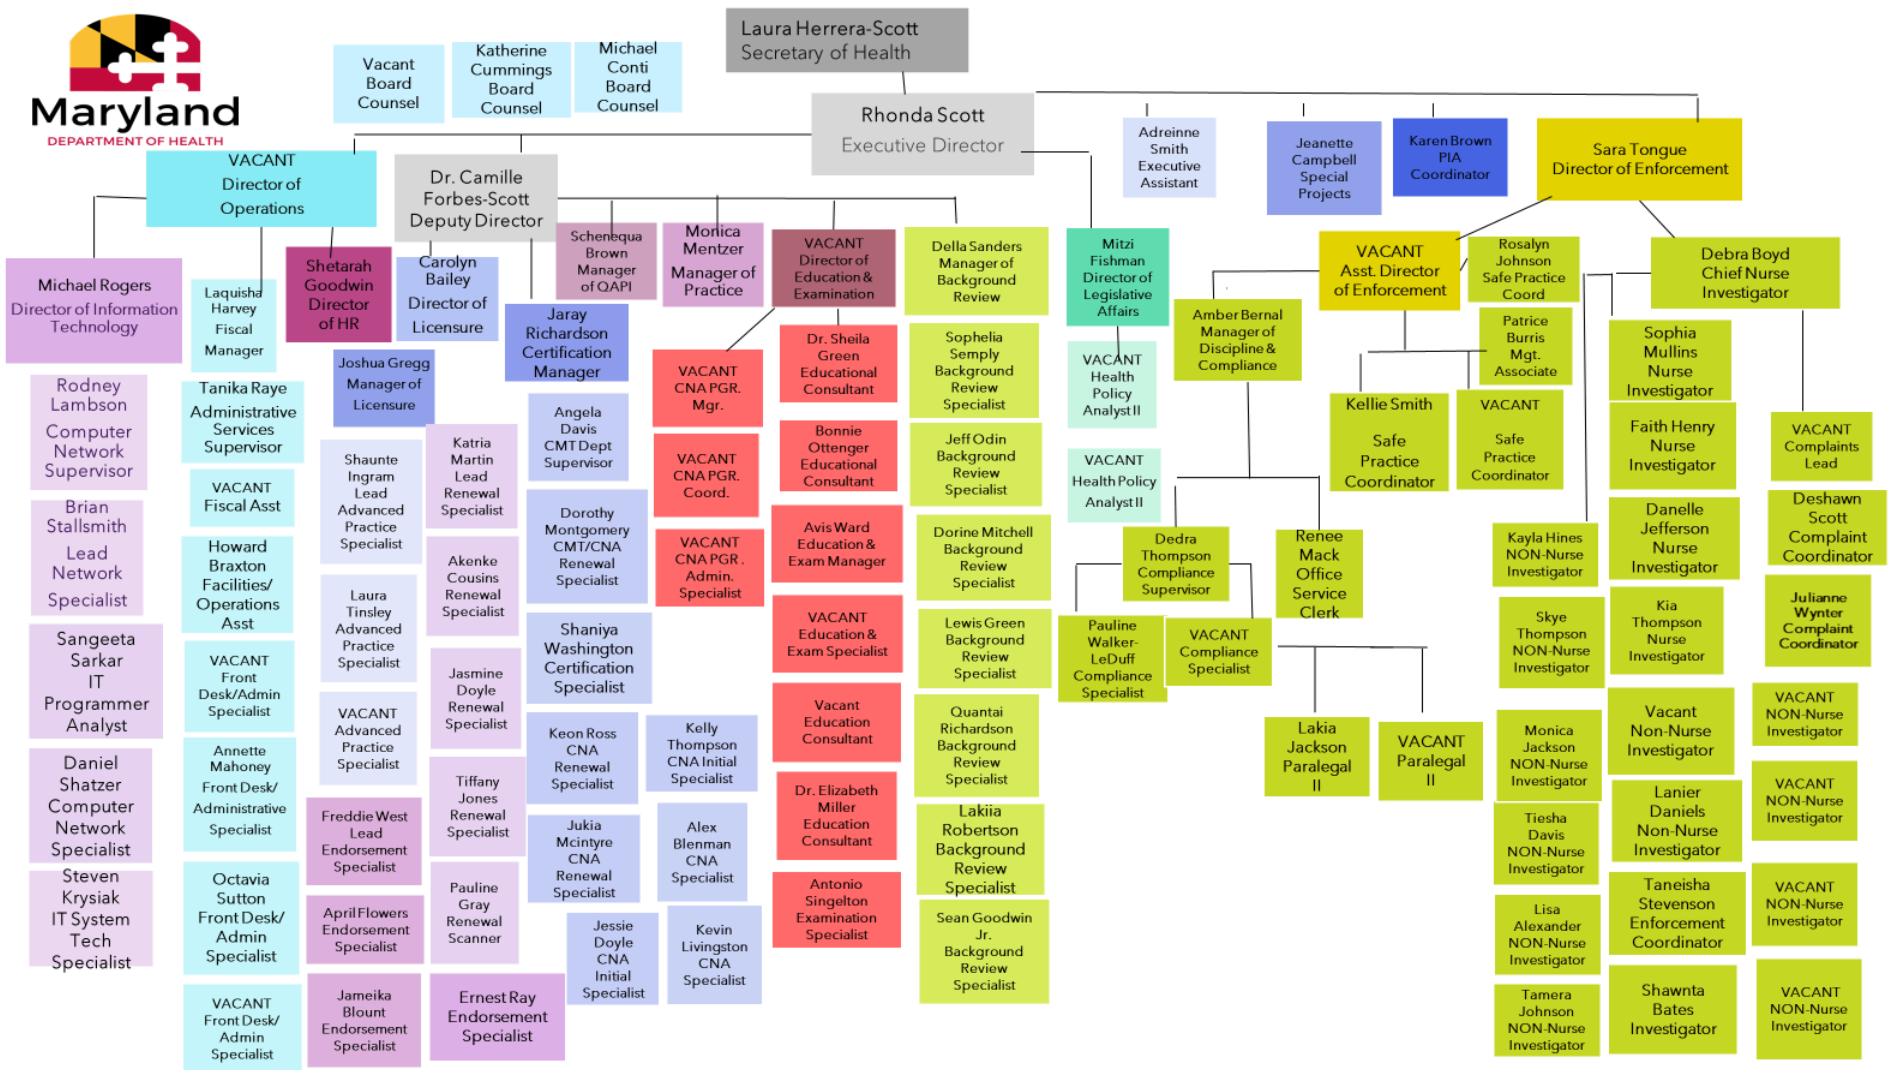 Maryland
DEPARTMENT OF HEALTH
Vacant
Board
Counsel
Katherine
Cummings
Board
Counsel
Michael
Conti
Board
Counsel
Laura Herrera-Scott
Secretary of Health
Rhonda Scott
Executive Director
Adreinne
Smith
Executive
Assistant
Jeanette
Campbell
Special
Projects
Karen Brown
PIA
Coordinator
Sara Tongue
Director of Enforcement
VACANT
Director of
Operations
Dr. Camille
Forbes-Scott
Deputy Director
Michael Rogers
Director of Information
Technology
Rodney
Lambson
Computer
Network
Supervisor
Brian
Stallsmith
Lead
Network
Specialist
Sangeeta
Sarkar
IT
Programmer
Analyst
Daniel
Shatzer
Computer
Network
Specialist
Steven
Krysiak
IT System
Tech
Specialist
Laquisha
Harvey
Fiscal
Manager
Tanika Raye
Administrative
Services
Supervisor
VACANT
Fiscal Asst
Howard
Braxton
Facilities/
Operations
Asst
VACANT
Front
Desk/Admin
Specialist
Annette
Mahoney
Front Desk/
Administrative
Specialist
Octavia
Sutton
Front Desk/
Admin
Specialist
VACANT
Front Desk/
Admin
Specialist
Shetarah
Goodwin
Director
of HR
Carolyn
Bailey
Director of
Licensure
Joshua Gregg
Manager of
Licensure
Shaunte
Ingram
Lead
Advanced
Practice
Specialist
Laura
Tinsley
Advanced
Practice
Specialist
VACANT
Advanced
Practice
Specialist
Freddie West
Lead
Endorsement
Specialist
April Flowers
Endorsement
Specialist
Jameika
Blount
Endorsement
Specialist
Katria
Martin
Lead
Renewal
Specialist
Akenke
Cousins
Renewal
Specialist
Jasmine
Doyle
Renewal
Specialist
Tiffany
Jones
Renewal
Specialist
Pauline
Gray
Renewal
Scanner
Ernest Ray
Endorsement
Specialist
Jaray
Richardson
Certification
Manager
Angela
Davis
CMT Dept
Supervisor
Dorothy
Montgomery
CMT/CNA
Renewal
Specialist
Shaniya
Washington
Certification
Specialist
Keon Ross
CNA
Renewal
Specialist
Jukia
Mcintyre
CNA
Renewal
Specialist
Jessie
Doyle
CNA
Initial
Specialist
Kelly
Thompson
CNA Initial
Specialist
Alex
Blenman
CNA
Specialist
Kevin
Livingston
CNA
Specialist
Schenequa
Brown
Manager
of QAPI
Monica
Mentzer
Manager of
Practice
VACANT
Director of
Education &
Examination
VACANT
CNA PGR.
Mgr.
VACANT
CNA PGR.
Coord.
VACANT
CNA PGR .
Admin.
Specialist
Dr. Sheila
Green
Educational
Consultant
Bonnie
Ottenger
Educational
Consultant
Avis Ward
Education &
Exam Manager
VACANT
Education &
Exam Specialist
Vacant
Education
Consultant
Dr. Elizabeth
Miller
Education
Consultant
Antonio
Singelton
Examination
Specialist
Della Sanders
Manager of
Background
Review
Sophelia
Semply
Background
Review
Specialist
Jeff Odin
Background
Review
Specialist
Dorine Mitchell
Background
Review
Specialist
Lewis Green
Background
Review
Specialist
Quantai
Richardson
Background
Review
Specialist
Lakiia
Robertson
Background
Review
Specialist
Sean Goodwin
Jr.
Background
Review
Specialist
Mitzi
Fishman
Director of
Legislative
Affairs
VACANT
Health
Policy
Analyst II
VACANT
Health Policy
Analyst II
VACANT
Asst. Director
of Enforcement
Rosalyn
Johnson
Safe Practice
Coord
Patrice
Burris
Mgt.
Associate
Amber Bernal
Manager of
Discipline &
Compliance
Kellie Smith
Safe
Practice
Coordinator
VACANT
Safe
Practice
Coordinator
Dedra
Thompson
Compliance
Supervisor
Renee
Mack
Office
Service
Clerk
Pauline
Walker-
LeDuff
Compliance
Specialist
VACANT
Compliance
Specialist
Lakia
Jackson
Paralegal
II
VACANT
Paralegal
II
Debra Boyd
Chief Nurse
Investigator
Kayla Hines
NON-Nurse
Investigator
Skye
Thompson
NON-Nurse
Investigator
Monica
Jackson
NON-Nurse
Investigator
Tiesha
Davis
NON-Nurse
Investigator
Lisa
Alexander
NON-Nurse
Investigator
Tamera
Johnson
NON-Nurse
Investigator
Sophia
Mullins
Nurse
Investigator
Faith Henry
Nurse
Investigator
Danelle
Jefferson
Nurse
Investigator
Kia
Thompson
Nurse
Investigator
Vacant
Non-Nurse
Investigator
Lanier
Daniels
Non-Nurse
Investigator
Taneisha
Stevenson
Enforcement
Coordinator
Shawnta
Bates
Investigator
VACANT
Complaints
Lead
Deshawn
Scott
Complaint
Coordinator
Julianne
Wynter
Complaint
Coordinator
VACANT
NON-Nurse
Investigator
VACANT
NON-Nurse
Investigator
VACANT
NON-Nurse
Investigator
VACANT
NON-Nurse
Investigator